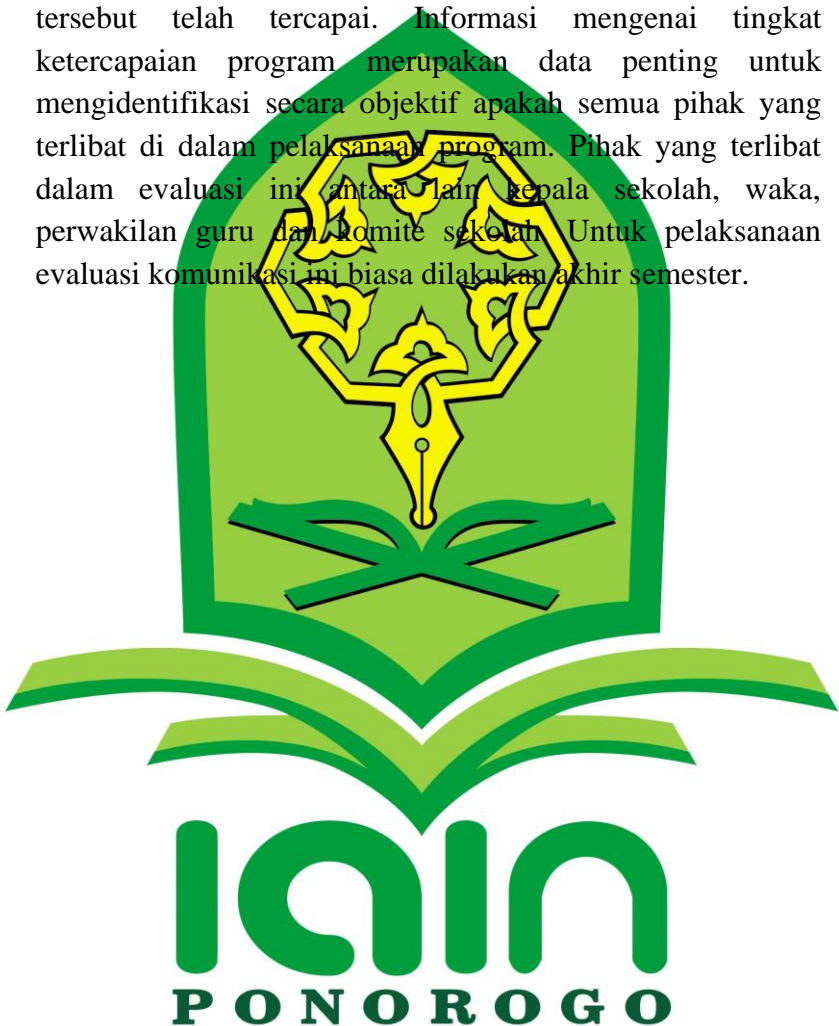 tersebut telah tercapai. Informasi mengenai tingkat
ketercapaian program merupakan data penting untuk
mengidentifikasi secara objektif apakah semua pihak yang
terlibat di dalam pelaksanaan program. Pihak yang terlibat
dalam evaluasi ini antara lain kepala sekolah, waka,
perwakilan guru dan komite sekolah. Untuk pelaksanaan
evaluasi komunikasi ini biasa dilakukan akhir semester.
IAIN
PONOROGO